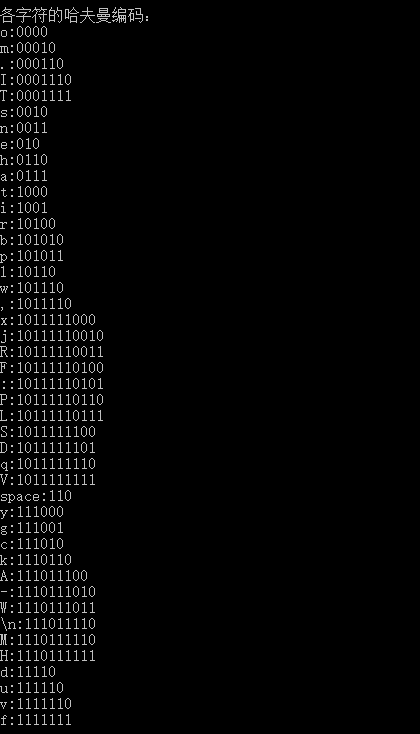 各字符的哈夫曼编码：
o:0000
m:00010
.:000110
I:0001110
T:0001111
s:0010
n:0011
e:010
h:0110
a:0111
t:1000
i:1001
r:10100
b:101010
p:101011
l:10110
w:101110
,:1011110
x:1011111000
j:10111110010
R:10111110011
F:10111110100
::10111110101
P:10111110110
L:10111110111
S:1011111100
D:1011111101
q:1011111110
V:1011111111
space:110
y:111000
g:111001
c:111010
k:1110110
A:111011100
-:1110111010
W:1110111011
\n:111011110
M:1110111110
H:1110111111
d:11110
u:111110
v:1111110
f:1111111